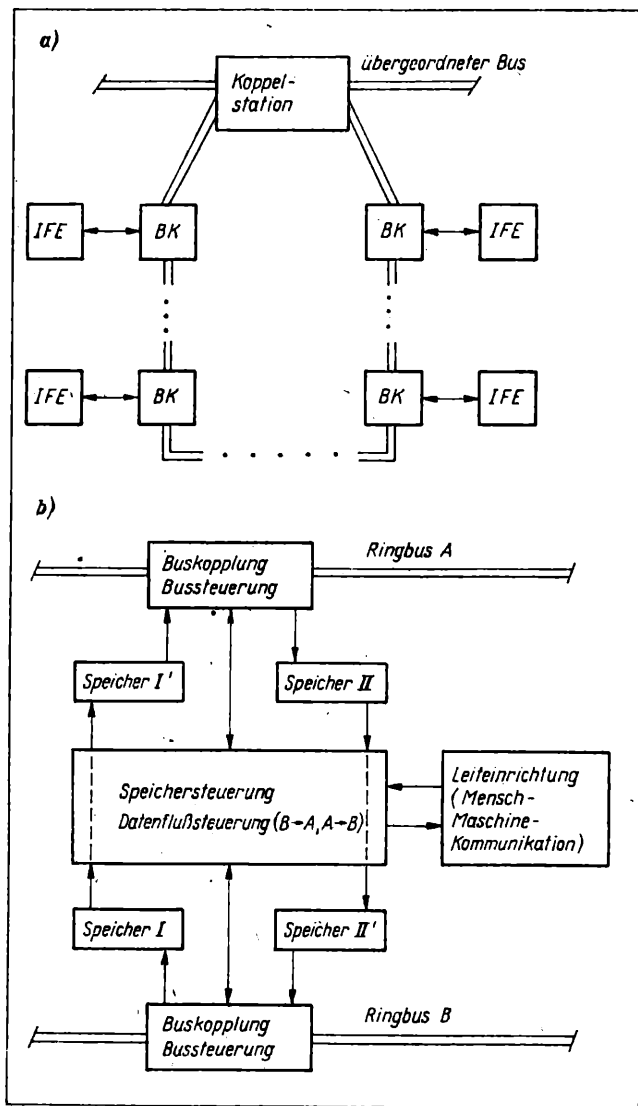 a)
übergeordneter Bus
Koppel-
station
IFE
BK
BK
IFE
IFE
BK
BK
IFE
b)
Ringbus A
Buskopplung
Bussteuerung
Speicher I'
Speicher II
Speichersteuerung
Datenflußsteuerung (B→A, A→B)
Leiteinrichtung
(Mensch-
Maschine-
Kommunikation)
Speicher I
Speicher II'
Buskopplung
Bussteuerung
Ringbus B